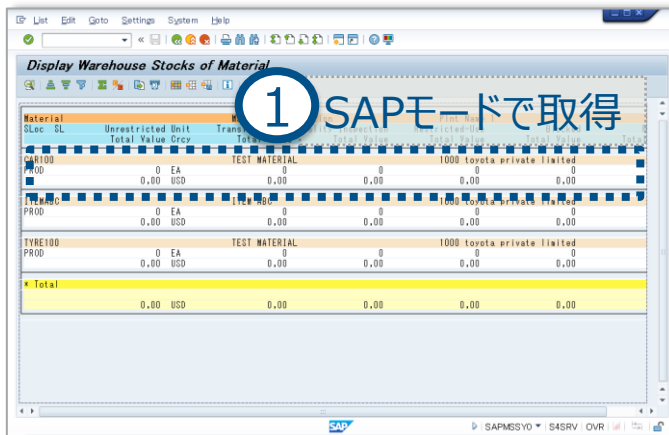 List Edit Goto Settings System Help
Display Warehouse Stocks of Material
① SAPモードで取得
Material
SLoc SL Unrestricted Unit
Total Value Crcy Total Value Total Value Total
CAR100 TEST MATERIAL 1000 toyota private limited
PROD 0 EA 0 0 0 0
0.00 USD 0.00 0.00 0.00 0.00
ITEMABC ITEM ABC 1000 toyota private limited
PROD 0 EA 0 0 0 0
0.00 USD 0.00 0.00 0.00 0.00
TYRE100 TEST MATERIAL 1000 toyota private limited
PROD 0 EA 0 0 0 0
0.00 USD 0.00 0.00 0.00 0.00
* Total
0.00 USD 0.00 0.00 0.00 0.00
SAP SAPMSSY0 S4SRV OVR